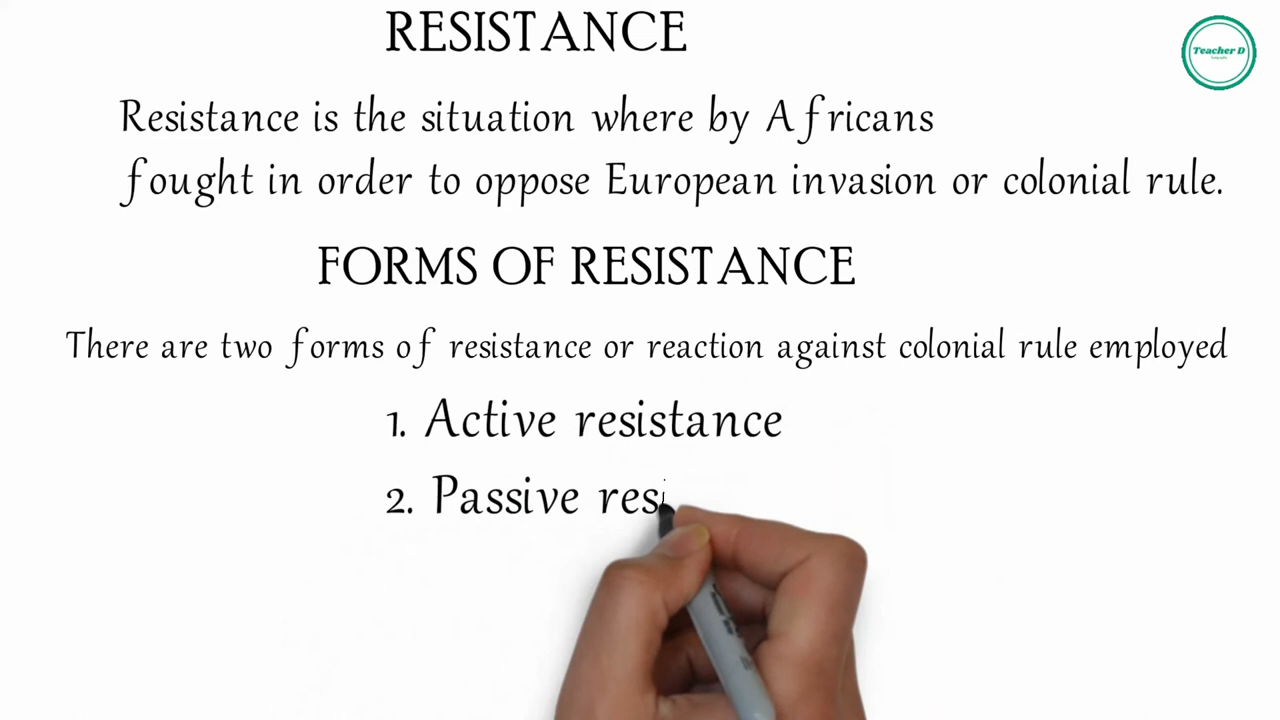 RESISTANCE
Teacher D
Resistance is the situation where by Africans
fought in order to oppose European invasion or colonial rule.
FORMS OF RESISTANCE
There are two forms of resistance or reaction against colonial rule employed
1. Active resistance
2. Passive resi